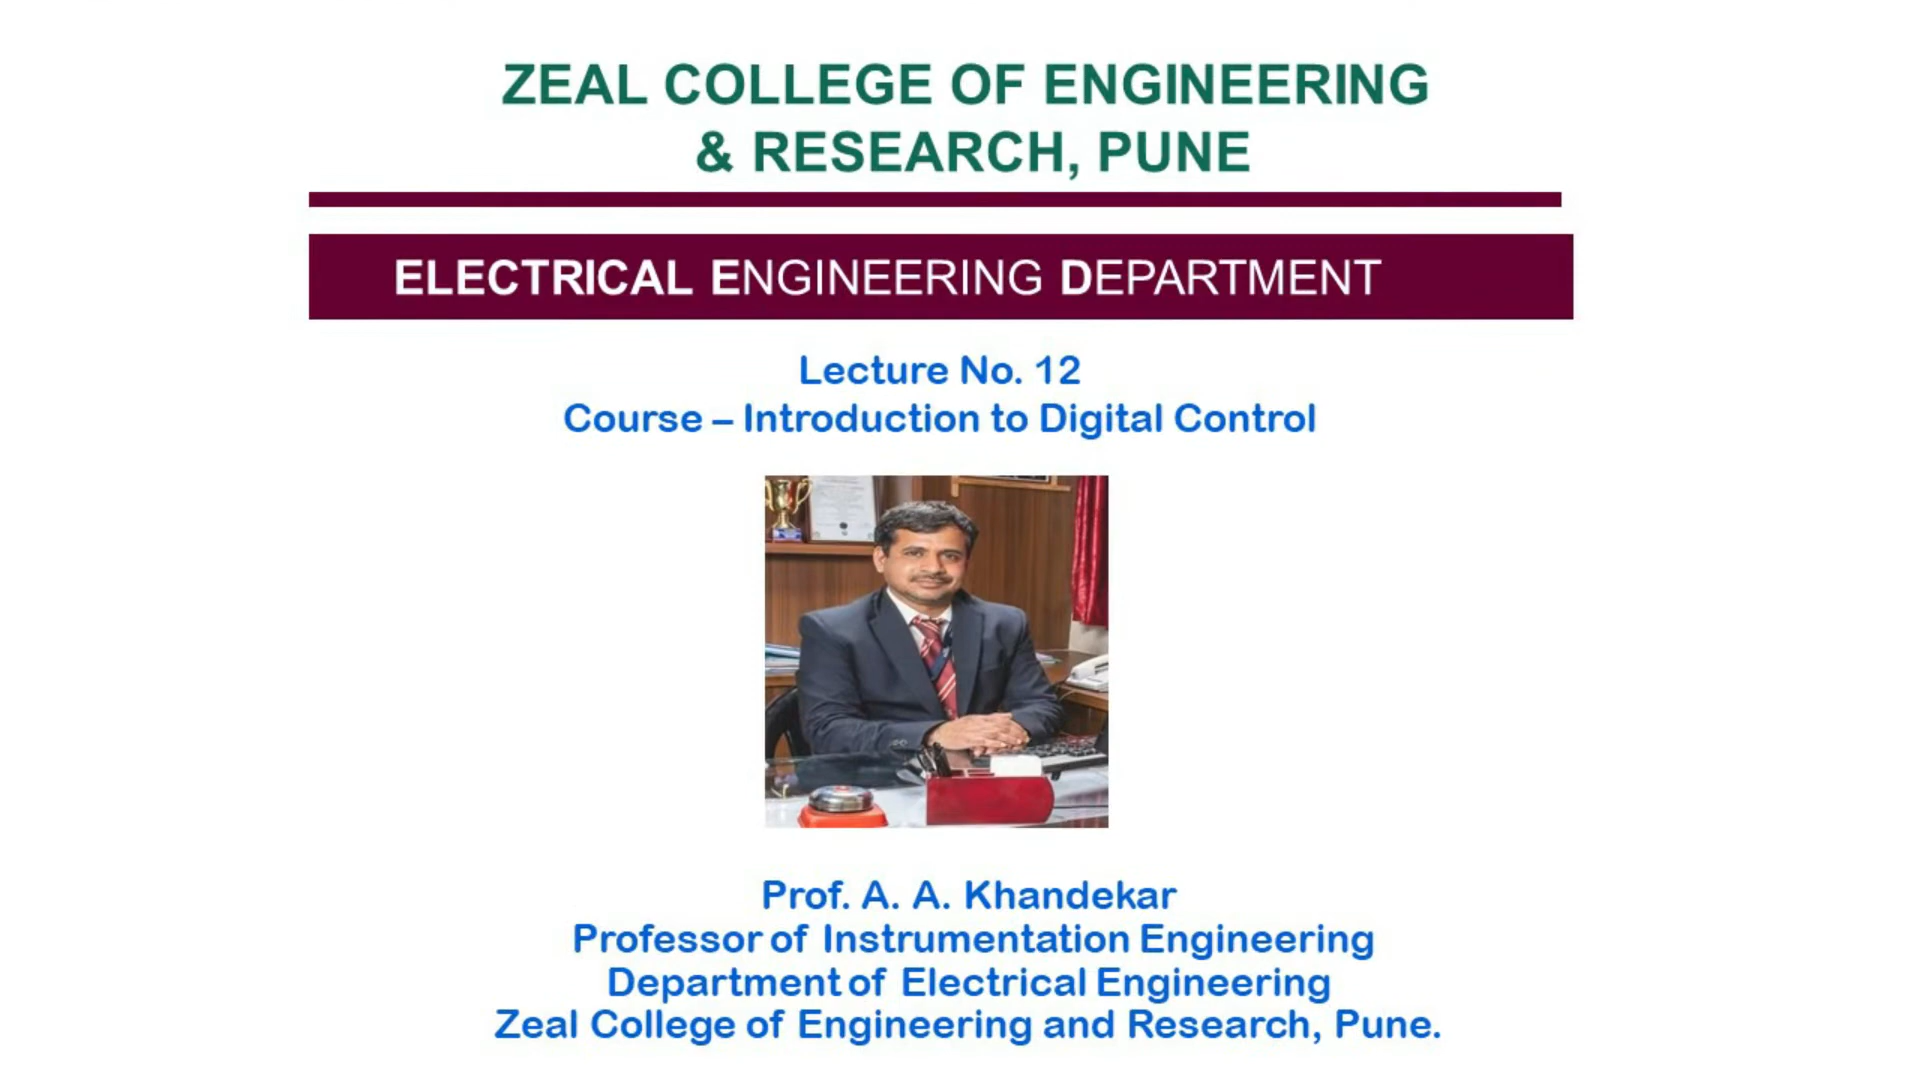 ZEAL COLLEGE OF ENGINEERING
& RESEARCH, PUNE
ELECTRICAL ENGINEERING DEPARTMENT
Lecture No. 12
Course – Introduction to Digital Control
Prof. A. A. Khandekar
Professor of Instrumentation Engineering
Department of Electrical Engineering
Zeal College of Engineering and Research, Pune.